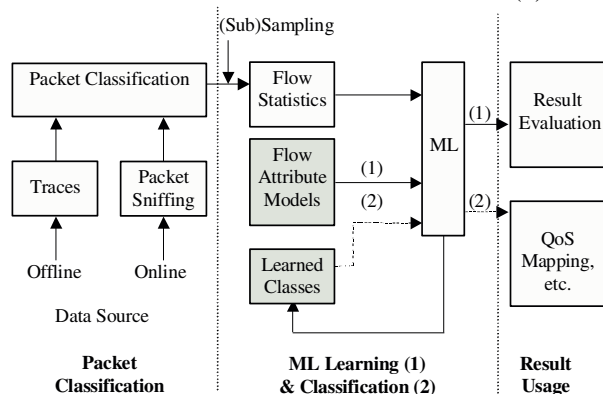 (Sub)Sampling
Packet Classification
Traces
Packet
Sniffing
Offline
Online
Data Source
Flow
Statistics
Flow
Attribute
Models
(1)
(2)
Learned
Classes
ML
(1)
(2)
Result
Evaluation
QoS
Mapping,
etc.
Packet
Classification
ML Learning (1)
& Classification (2)
Result
Usage